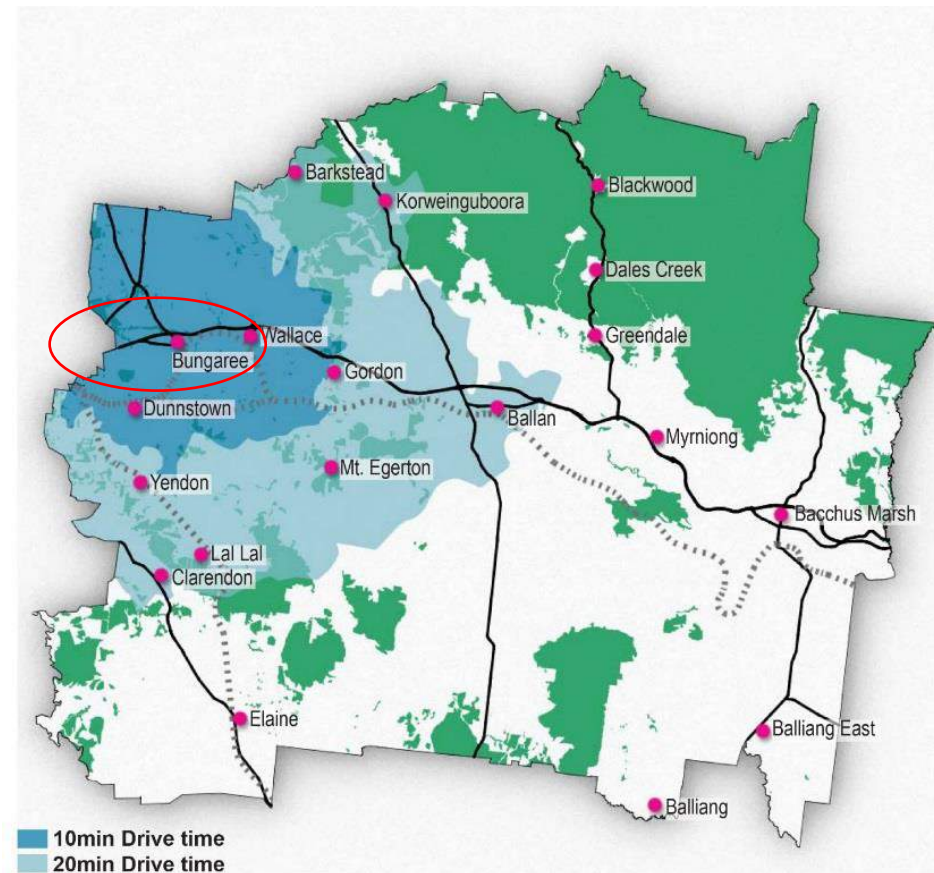 Barkstead
Blackwood
Korweinguboora
Dales Creek
Wallace
Greendale
Bungaree
Gordon
Dunnstown
Ballan
Myrniong
Mt. Egerton
Yendon
Bacchus Marsh
Lal Lal
Clarendon
Elaine
Balliang East
Balliang
10min Drive time
20min Drive time